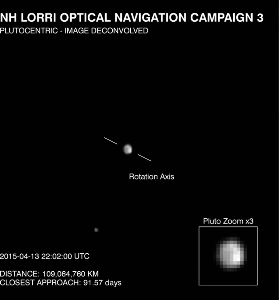 NH LORRI OPTICAL NAVIGATION CAMPAIGN 3
PLUTOCENTRIC - IMAGE DECONVOLVED
Rotation Axis
Pluto Zoom x3
2015-04-13 22:02:00 UTC
DISTANCE: 109,064,760 KM
CLOSEST APPROACH: 91.57 days